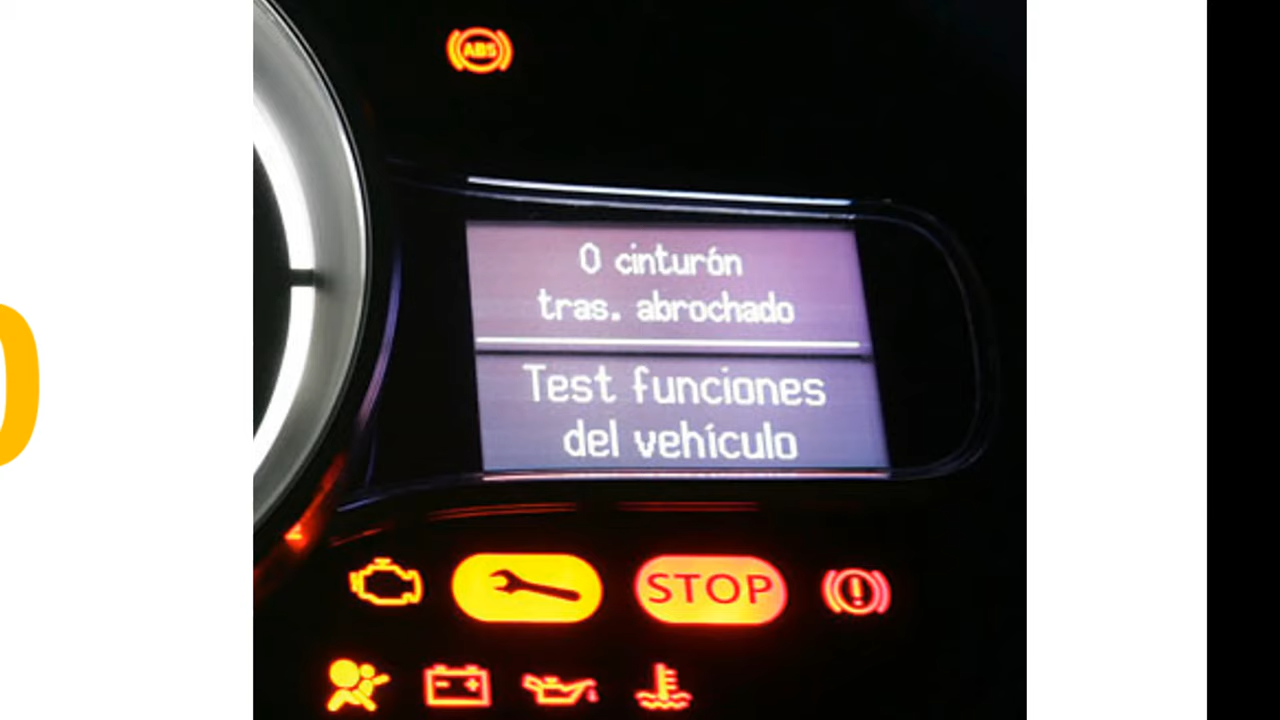 ABS
0 cinturón
tras. abrochado
Test funciones
del vehículo
STOP